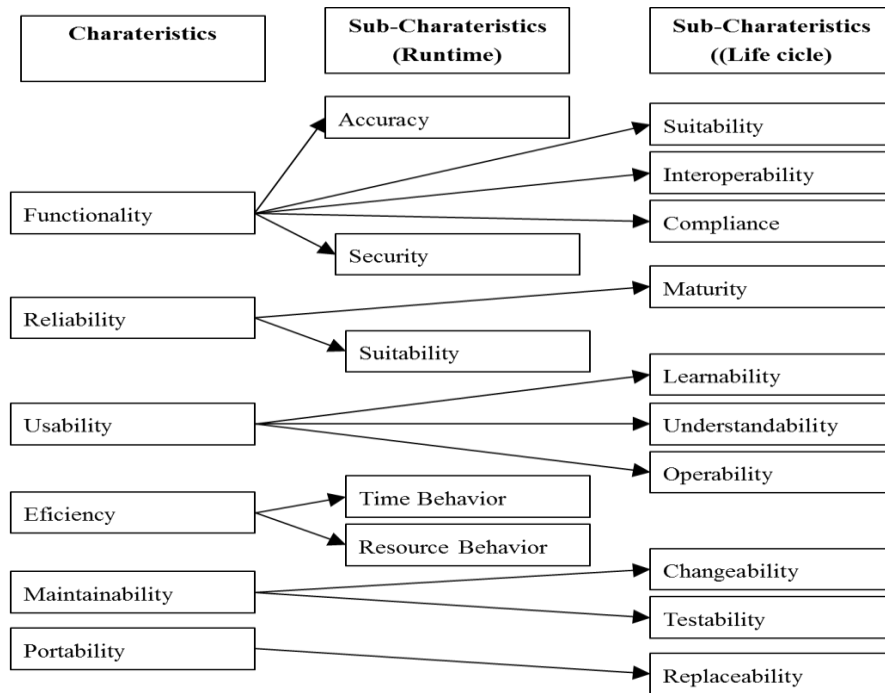 Charateristics
Sub-Charateristics
(Runtime)
Sub-Charateristics
((Life cicle)
Accuracy
Suitability
Interoperability
Functionality
Compliance
Security
Maturity
Reliability
Suitability
Learnability
Usability
Understandability
Operability
Time Behavior
Eficiency
Resource Behavior
Changeability
Maintainability
Testability
Portability
Replaceability